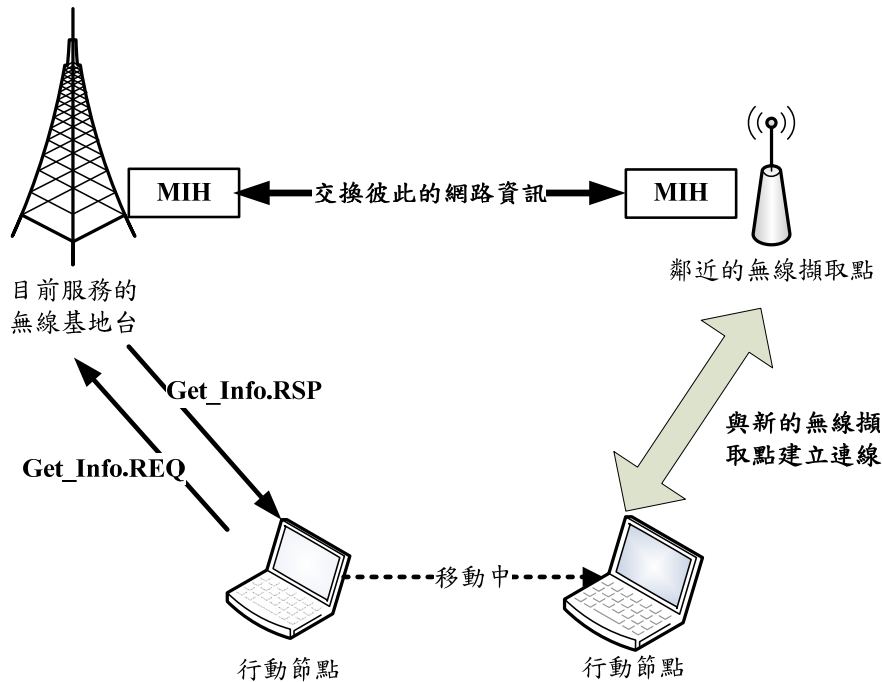 MIH
交換彼此的網路資訊
MIH
目前服務的
無線基地台
鄰近的無線擷取點
Get_Info.RSP
Get_Info.REQ
與新的無線擷
取點建立連線
移動中
行動節點
行動節點